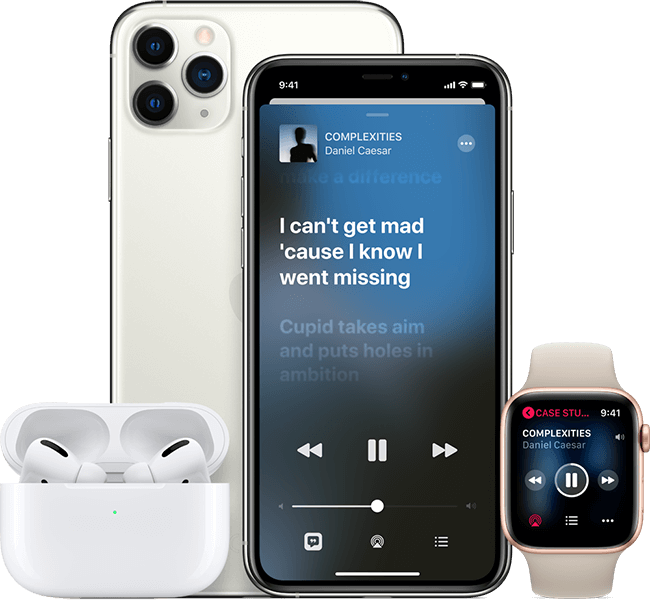 9:41
COMPLEXITIES
Daniel Caesar
make a difference
I can't get mad
'cause I know I
went missing
Cupid takes aim
and puts holes in
ambition
CASE STU... 9:41
COMPLEXITIES
Daniel Caesar